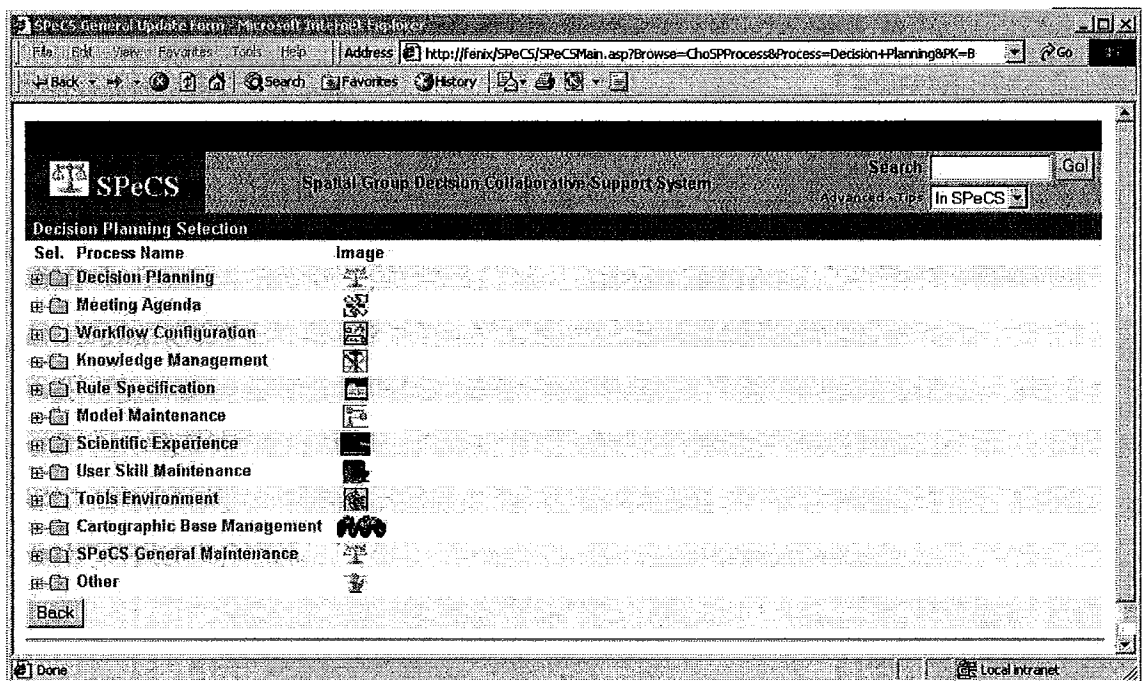 SPeCS General Update Form - Microsoft Internet Explorer
File Edit View Favorites Tools Help Address http://fenix/SPeCS/SPeCSMain.asp?Browse=ChoSPProcess&Process=Decision+Planning&PK=B Go
Back Search Favorites History
SPeCS Spatial Group Decision Collaborative Support System Search Go!
Advanced - Tips In SPeCS
Decision Planning Selection
Sel. Process Name Image
Decision Planning
Meeting Agenda
Workflow Configuration
Knowledge Management
Rule Specification
Model Maintenance
Scientific Experience
User Skill Maintenance
Tools Environment
Cartographic Base Management
SPeCS General Maintenance
Other
Back
Done Local intranet